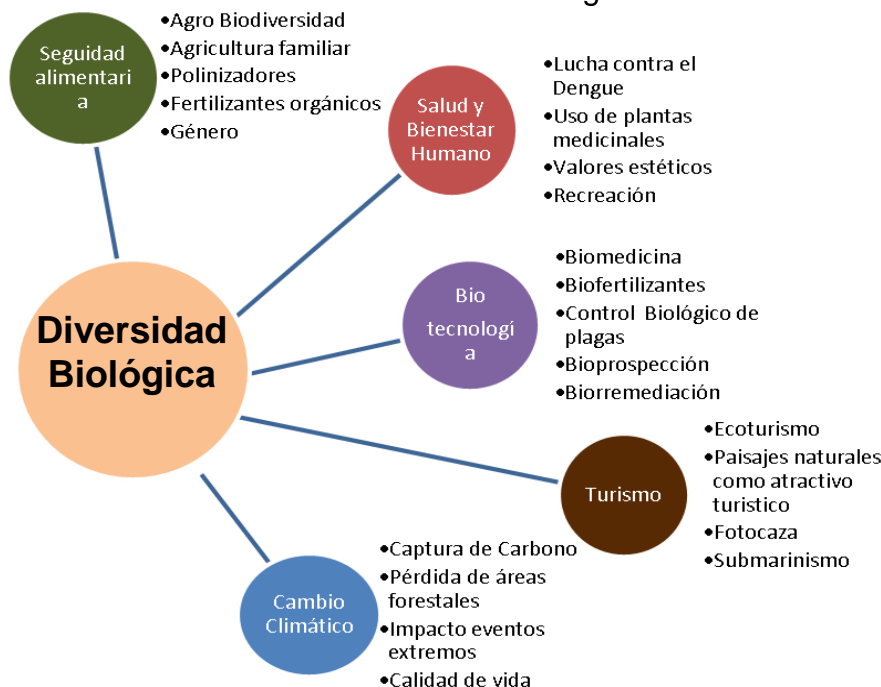 Seguidad
alimentari
a
•Agro Biodiversidad
•Agricultura familiar
•Polinizadores
•Fertilizantes orgánicos
•Género
Salud y
Bienestar
Humano
•Lucha contra el
Dengue
•Uso de plantas
medicinales
•Valores estéticos
•Recreación
Diversidad
Biológica
Bio
tecnologí
a
•Biomedicina
•Biofertilizantes
•Control Biológico de
plagas
•Bioprospección
•Biorremediación
Turismo
•Ecoturismo
•Paisajes naturales
como atractivo
turistico
•Fotocaza
•Submarinismo
Cambio
Climático
•Captura de Carbono
•Pérdida de áreas
forestales
•Impacto eventos
extremos
•Calidad de vida